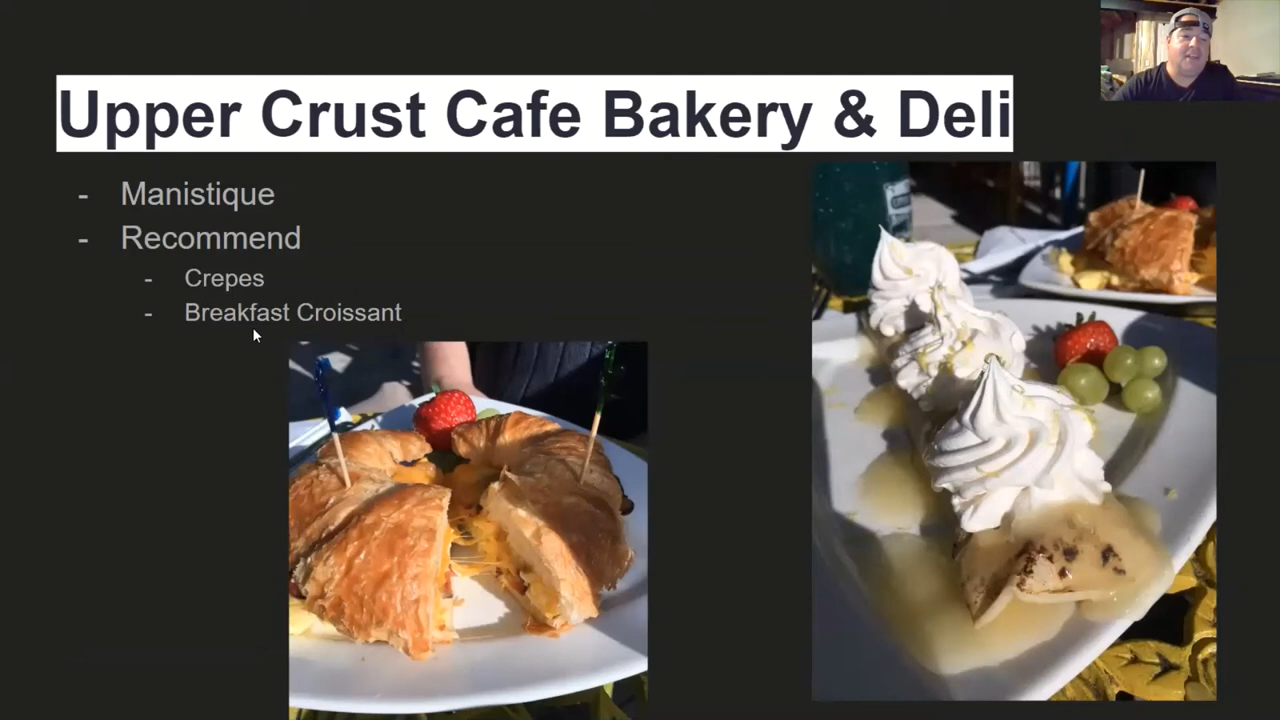 Upper Crust Cafe Bakery & Deli
- Manistique
- Recommend
- Crepes
- Breakfast Croissant